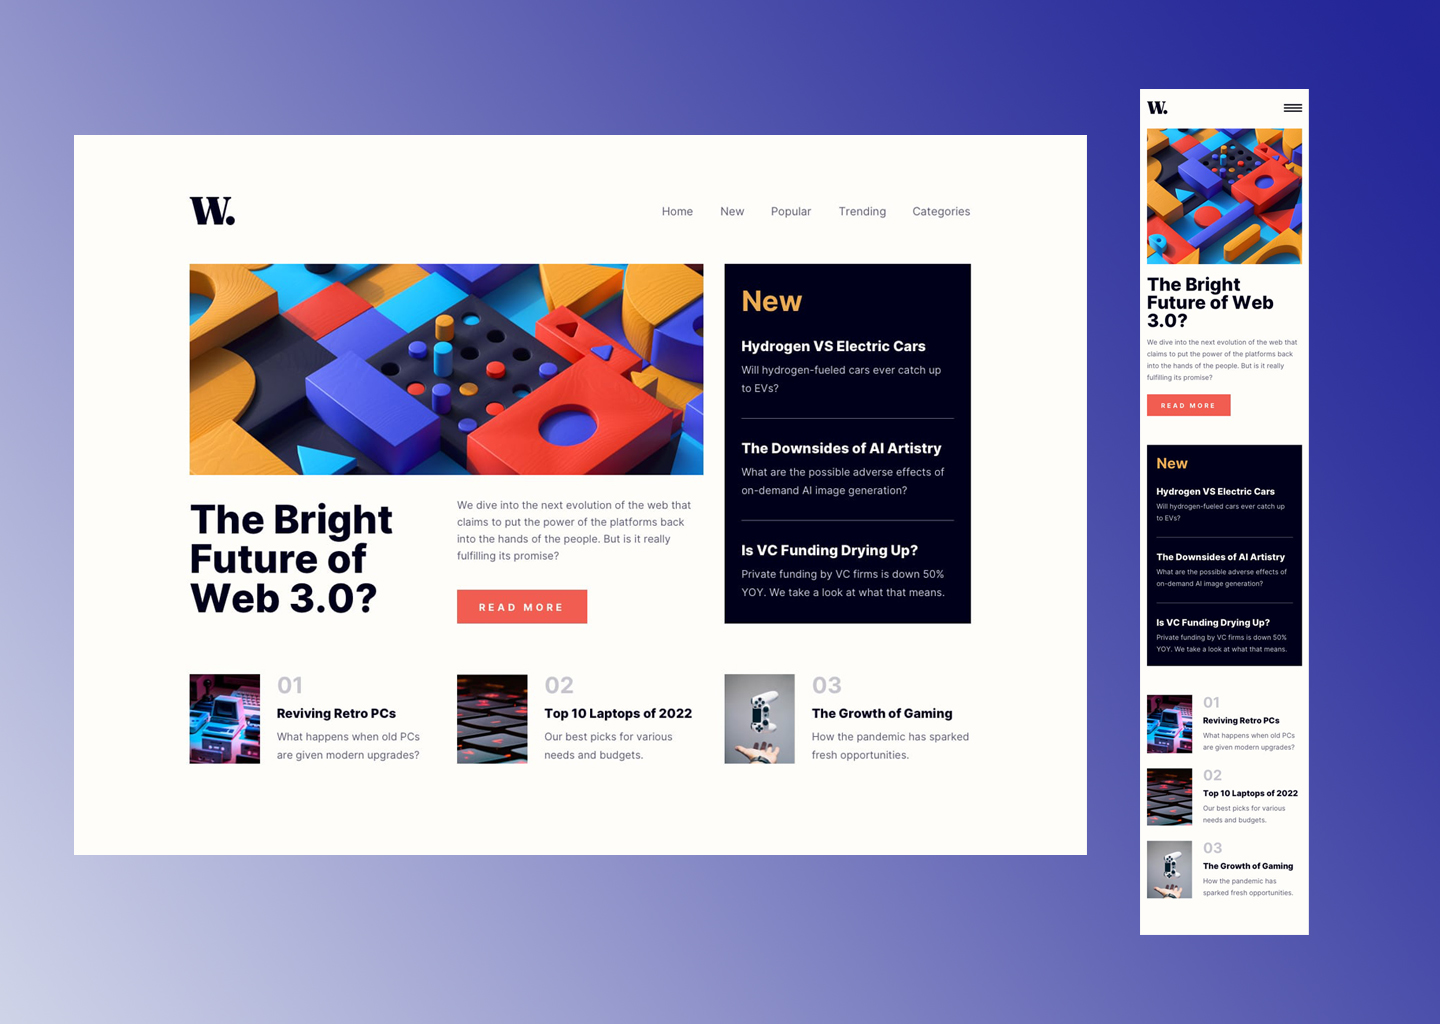 W.
Home New Popular Trending Categories
New
Hydrogen VS Electric Cars
Will hydrogen-fueled cars ever catch up
to EVs?
The Downsides of AI Artistry
What are the possible adverse effects of
on-demand AI image generation?
Is VC Funding Drying Up?
Private funding by VC firms is down 50%
YOY. We take a look at what that means.
The Bright
Future of
Web 3.0?
We dive into the next evolution of the web that
claims to put the power of the platforms back
into the hands of the people. But is it really
fulfilling its promise?
READ MORE
01
Reviving Retro PCs
What happens when old PCs
are given modern upgrades?
02
Top 10 Laptops of 2022
Our best picks for various
needs and budgets.
03
The Growth of Gaming
How the pandemic has sparked
fresh opportunities.
W.
The Bright
Future of Web
3.0?
We dive into the next evolution of the web that
claims to put the power of the platforms back
into the hands of the people. But is it really
fulfilling its promise?
READ MORE
New
Hydrogen VS Electric Cars
Will hydrogen-fueled cars ever catch up
to EVs?
The Downsides of AI Artistry
What are the possible adverse effects of
on-demand AI image generation?
Is VC Funding Drying Up?
Private funding by VC firms is down 50%
YOY. We take a look at what that means.
01
Reviving Retro PCs
What happens when old PCs
are given modern upgrades?
02
Top 10 Laptops of 2022
Our best picks for various
needs and budgets.
03
The Growth of Gaming
How the pandemic has
sparked fresh opportunities.